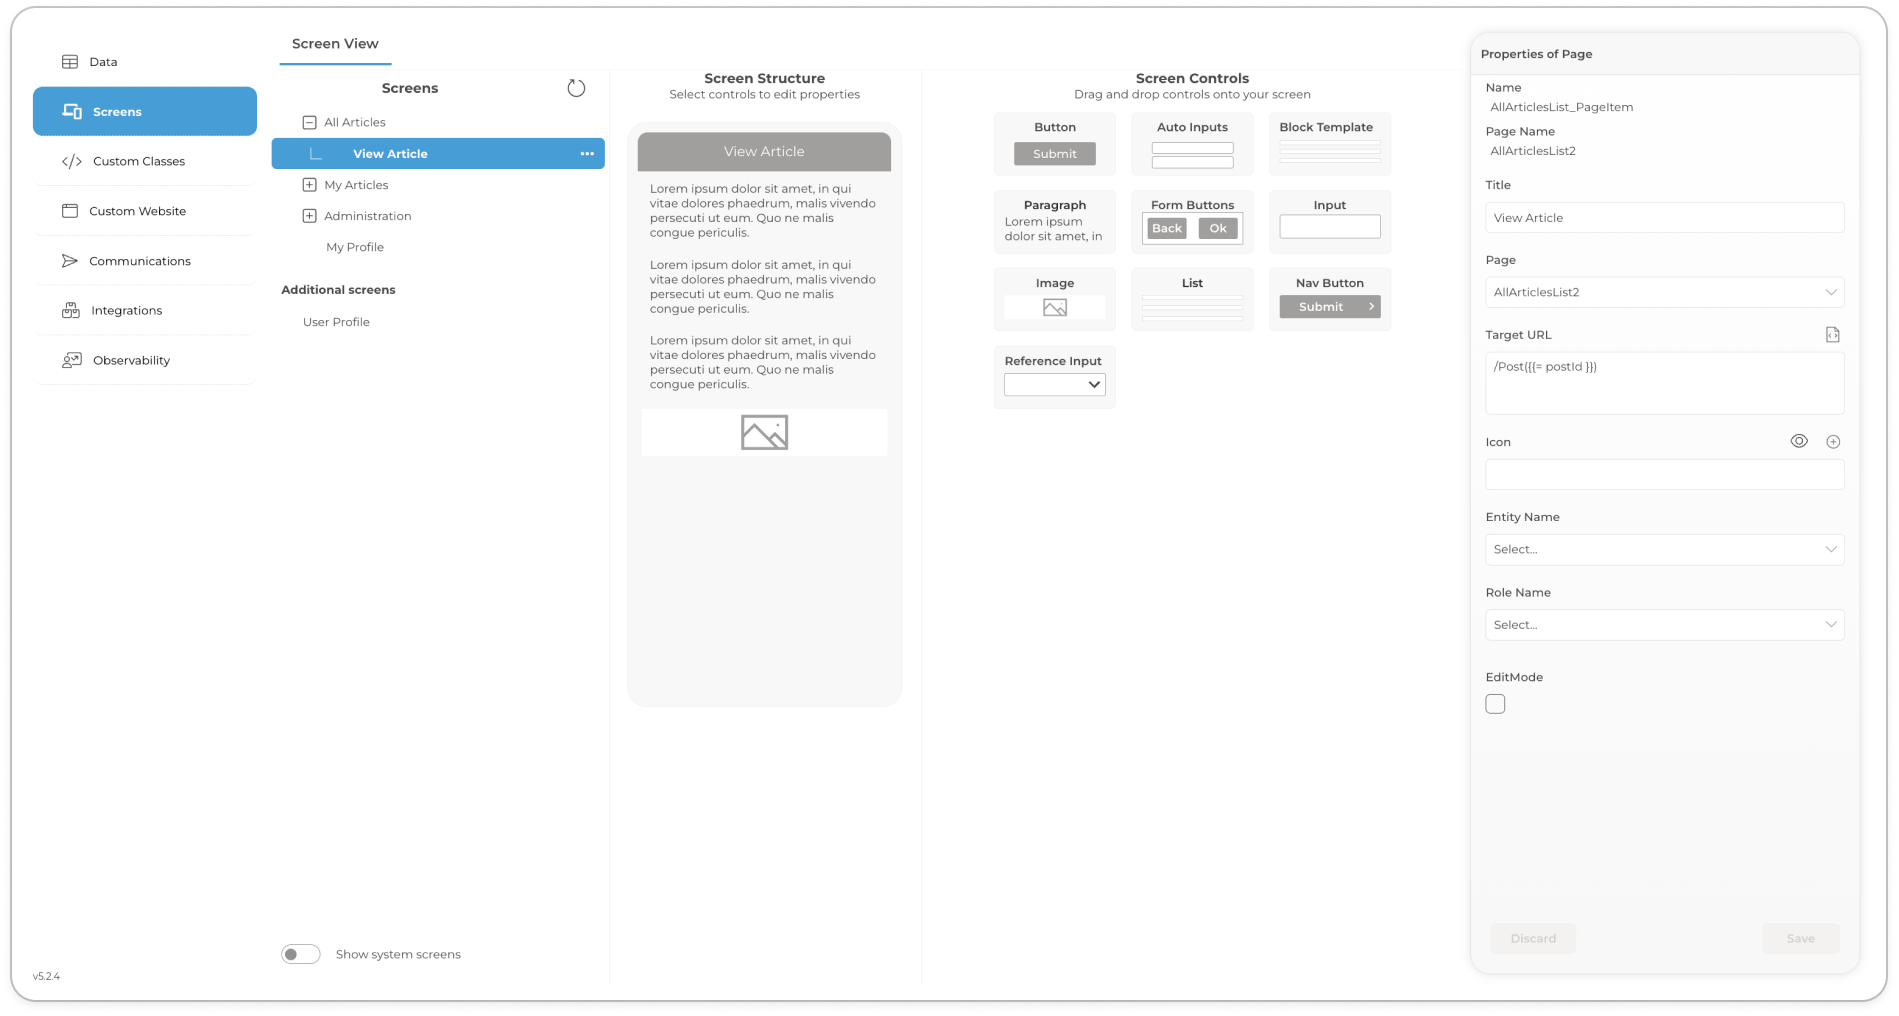 Data
Screens
Custom Classes
Custom Website
Communications
Integrations
Observability
v5.2.4
Screen View
Screens
All Articles
View Article
My Articles
Administration
My Profile
Additional screens
User Profile
Show system screens
Screen Structure
Select controls to edit properties
View Article
Lorem ipsum dolor sit amet, in qui
vitae dolores phaedrum, malis vivendo
persecuti ut eum. Quo ne malis
congue periculis.
Lorem ipsum dolor sit amet, in qui
vitae dolores phaedrum, malis vivendo
persecuti ut eum. Quo ne malis
congue periculis.
Lorem ipsum dolor sit amet, in qui
vitae dolores phaedrum, malis vivendo
persecuti ut eum. Quo ne malis
congue periculis.
Screen Controls
Drag and drop controls onto your screen
Button
Submit
Auto Inputs
Block Template
Paragraph
Lorem ipsum
dolor sit amet, in
Form Buttons
Back Ok
Input
Image
List
Nav Button
Submit
Reference Input
Properties of Page
Name
AllArticlesList_PageItem
Page Name
AllArticlesList2
Title
View Article
Page
AllArticlesList2
Target URL
/Post({{= postId }})
Icon
Entity Name
Select...
Role Name
Select...
EditMode
Discard Save